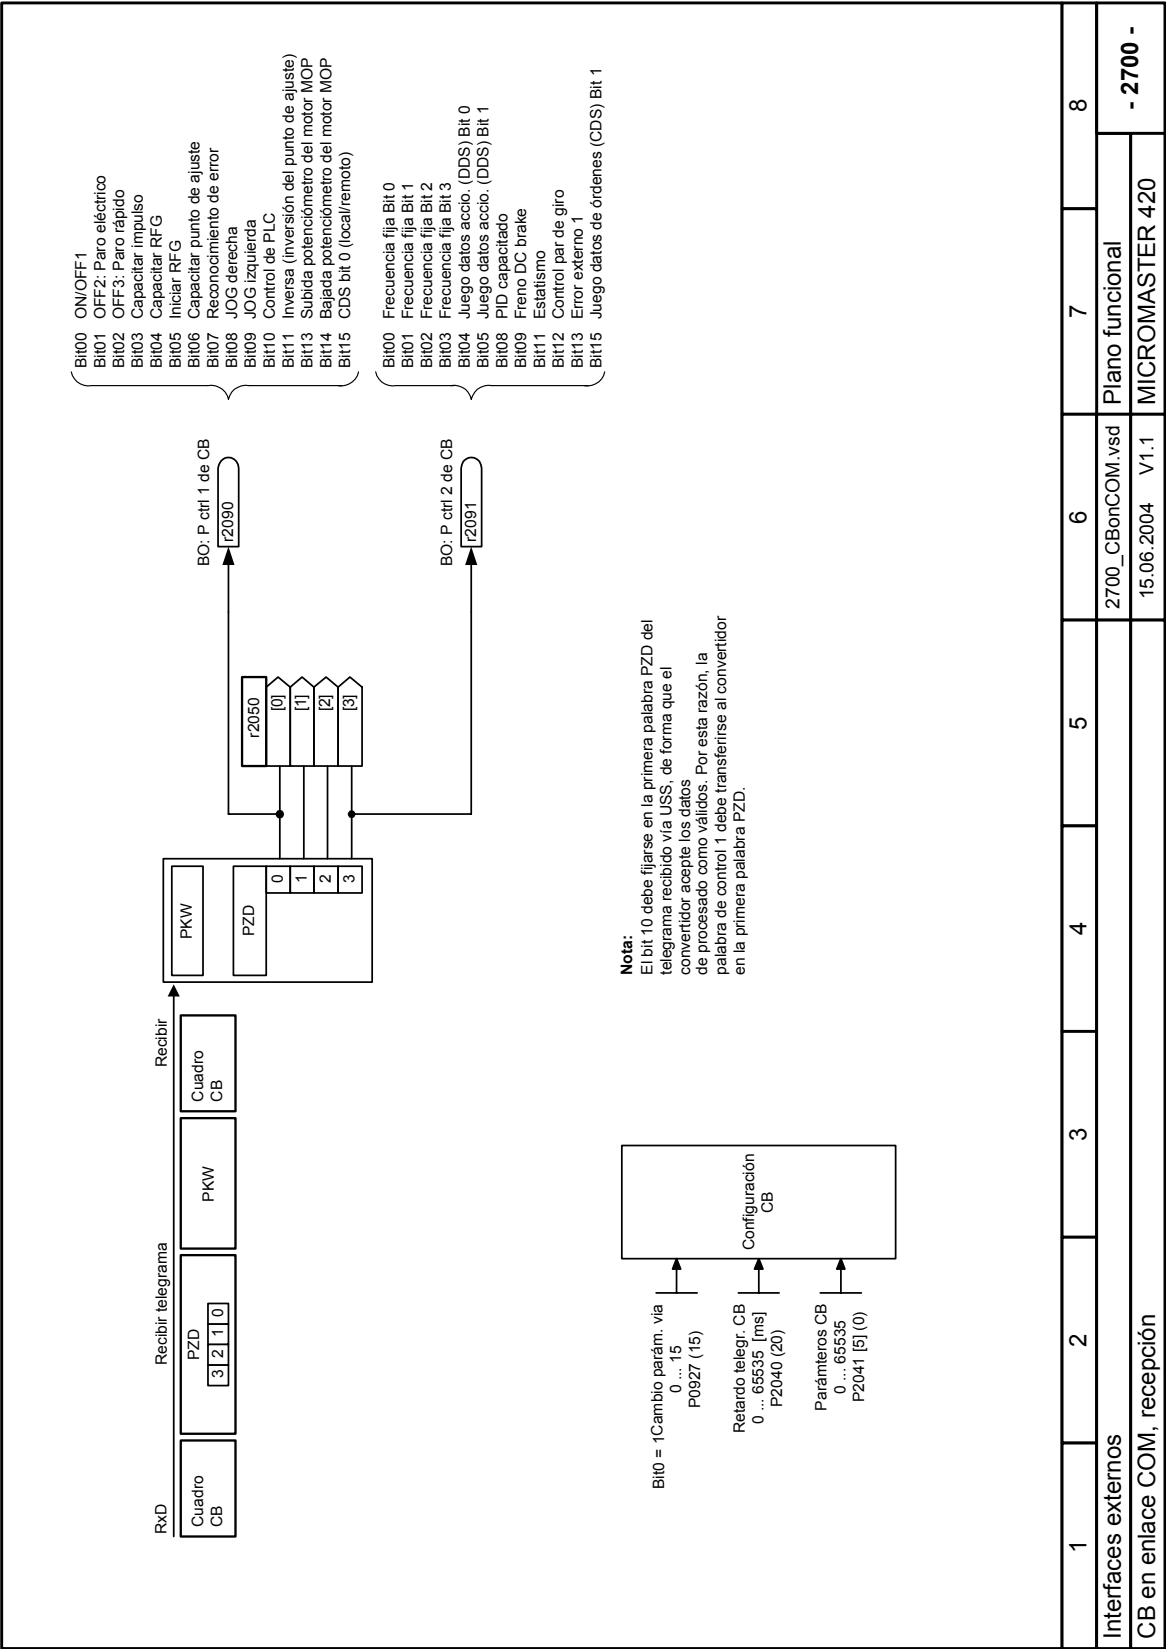 RxD
Recibir telegrama
Recibir
Cuadro
CB
PZD
3 2 1 0
PKW
Cuadro
CB
PKW
PZD
0
1
2
3
r2050
[0]
[1]
[2]
[3]
BO: P ctrl 1 de CB
r2090
Bit00 ON/OFF1
Bit01 OFF2: Paro eléctrico
Bit02 OFF3: Paro rápido
Bit03 Capacitar impulso
Bit04 Capacitar RFG
Bit05 Iniciar RFG
Bit06 Capacitar punto de ajuste
Bit07 Reconocimiento de error
Bit08 JOG derecha
Bit09 JOG izquierda
Bit10 Control de PLC
Bit11 Inversa (inversión del punto de ajuste)
Bit13 Subida potenciómetro del motor MOP
Bit14 Bajada potenciómetro del motor MOP
Bit15 CDS bit 0 (local/remoto)
BO: P ctrl 2 de CB
r2091
Bit00 Frecuencia fija Bit 0
Bit01 Frecuencia fija Bit 1
Bit02 Frecuencia fija Bit 2
Bit03 Frecuencia fija Bit 3
Bit04 Juego datos accio. (DDS) Bit 0
Bit05 Juego datos accio. (DDS) Bit 1
Bit08 PID capacitado
Bit09 Freno DC brake
Bit11 Estatismo
Bit12 Control par de giro
Bit13 Error externo 1
Bit15 Juego datos de órdenes (CDS) Bit 1
Bit0 = 1Cambio parám. via
0 ... 15
P0927 (15)
Retardo telegr. CB
0 ... 65535 [ms]
P2040 (20)
Parámteros CB
0 ... 65535
P2041 [5] (0)
Configuración
CB
Nota:
El bit 10 debe fijarse en la primera palabra PZD del
telegrama recibido vía USS, de forma que el
convertidor acepte los datos
de procesado como válidos. Por esta razón, la
palabra de control 1 debe transferirse al convertidor
en la primera palabra PZD.
1 2 3 4 5 6 7 8
Interfaces externos
2700_CBonCOM.vsd
Plano funcional
- 2700 -
CB en enlace COM, recepción
15.06.2004 V1.1
MICROMASTER 420